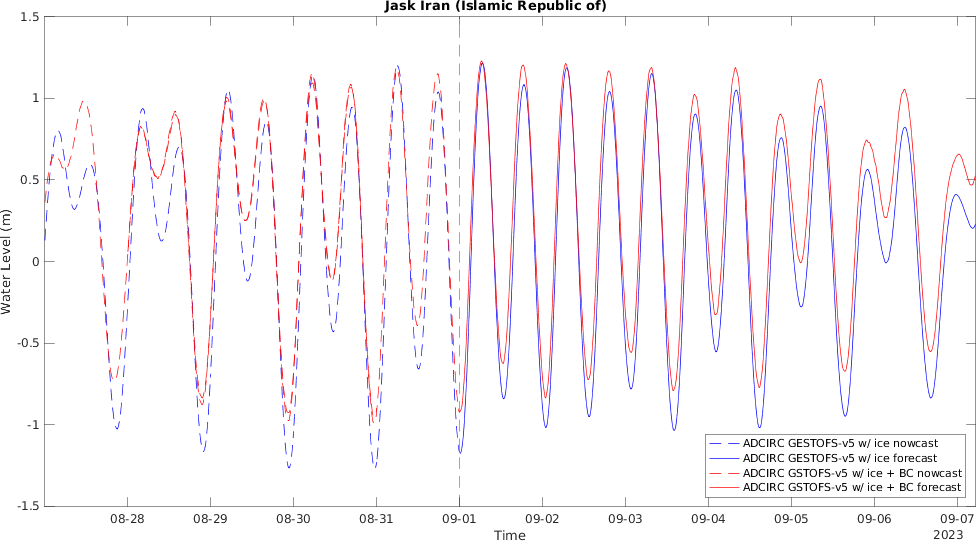 Jask Iran (Islamic Republic of)
1.5
1
0.5
0
-0.5
-1
-1.5
Water Level (m)
08-28 08-29 08-30 08-31 09-01 09-02 09-03 09-04 09-05 09-06 09-07
Time
2023
ADCIRC GESTOFS-v5 w/ ice nowcast
ADCIRC GESTOFS-v5 w/ ice forecast
ADCIRC GSTOFS-v5 w/ ice + BC nowcast
ADCIRC GSTOFS-v5 w/ ice + BC forecast